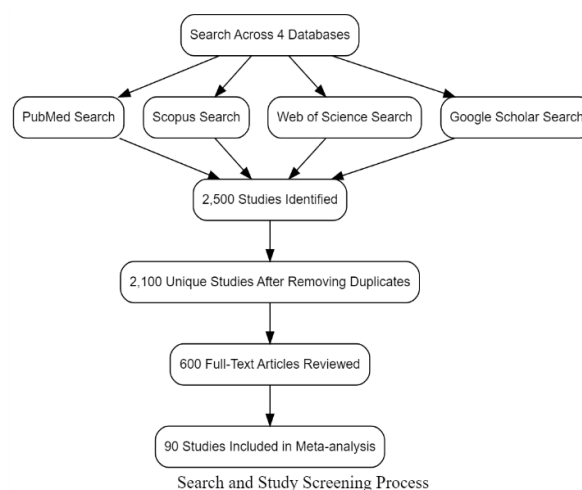 Search Across 4 Databases
PubMed Search
Scopus Search
Web of Science Search
Google Scholar Search
2,500 Studies Identified
2,100 Unique Studies After Removing Duplicates
600 Full-Text Articles Reviewed
90 Studies Included in Meta-analysis
Search and Study Screening Process